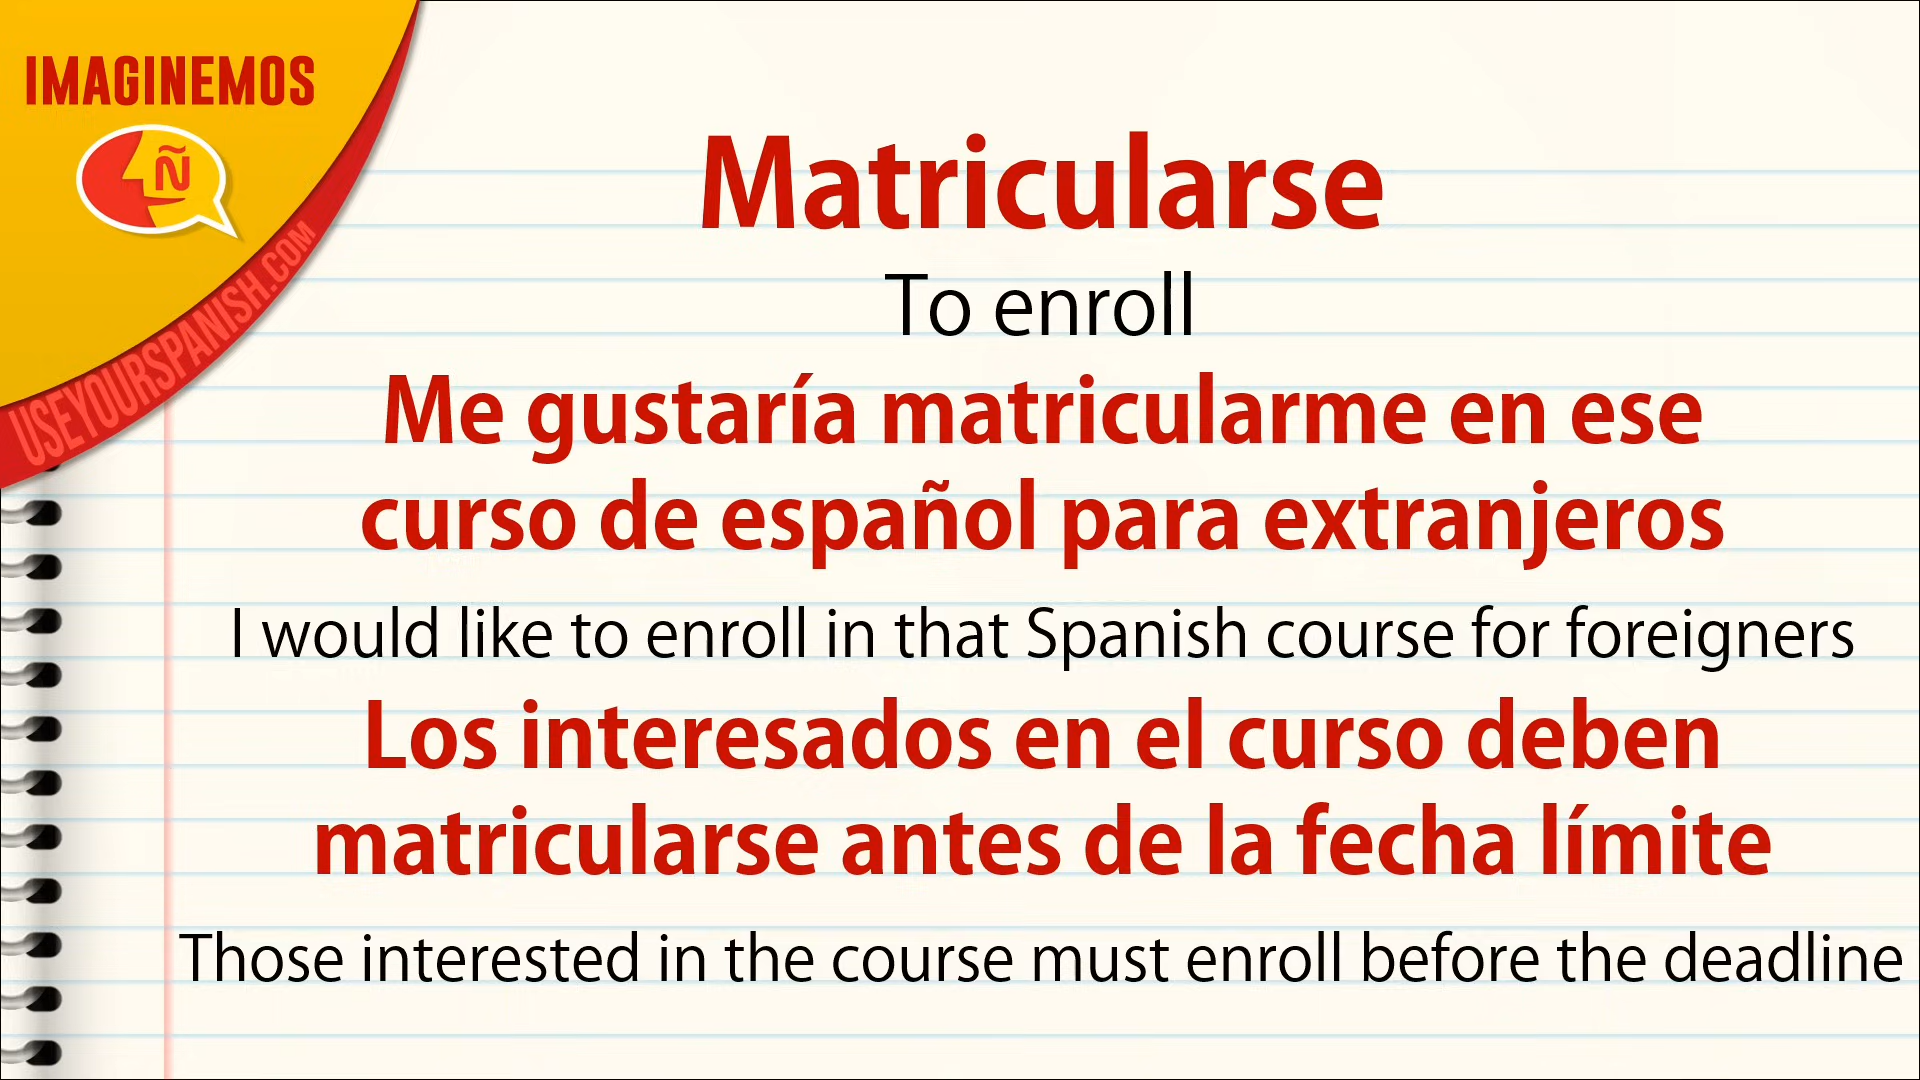 IMAGINEMOS
Ñ
USEYOURSPANISH.COM
Matricularse
To enroll
Me gustaría matricularme en ese
curso de español para extranjeros
I would like to enroll in that Spanish course for foreigners
Los interesados en el curso deben
matricularse antes de la fecha límite
Those interested in the course must enroll before the deadline